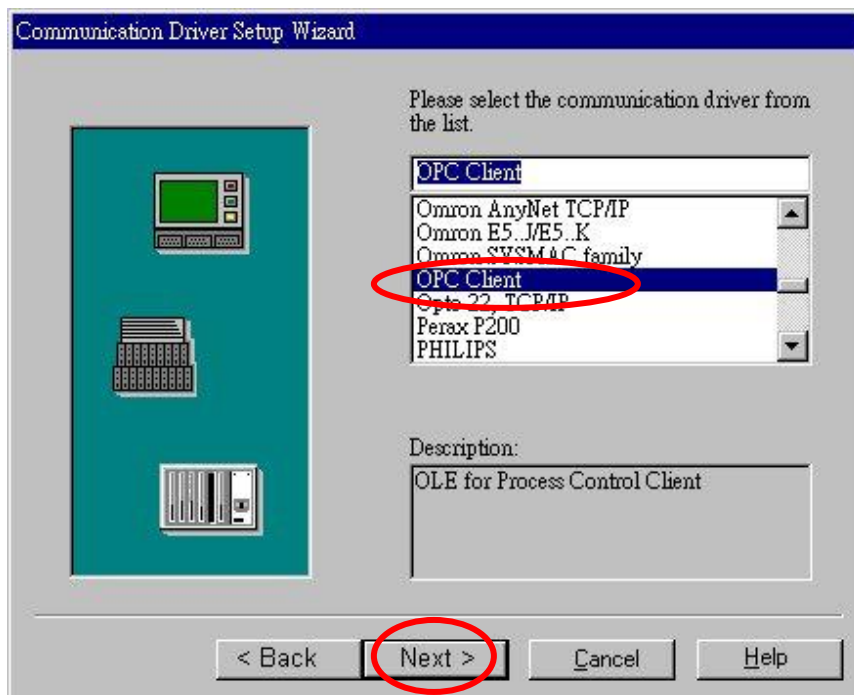 Communication Driver Setup Wizard
Please select the communication driver from
the list.
OPC Client
Omron AnyNet TCP/IP
Omron E5..J/E5..K
Omron SYSMAC family
OPC Client
Opto 22, TCP/IP
Perax P200
PHILIPS
Description:
OLE for Process Control Client
< Back
Next >
Cancel
Help